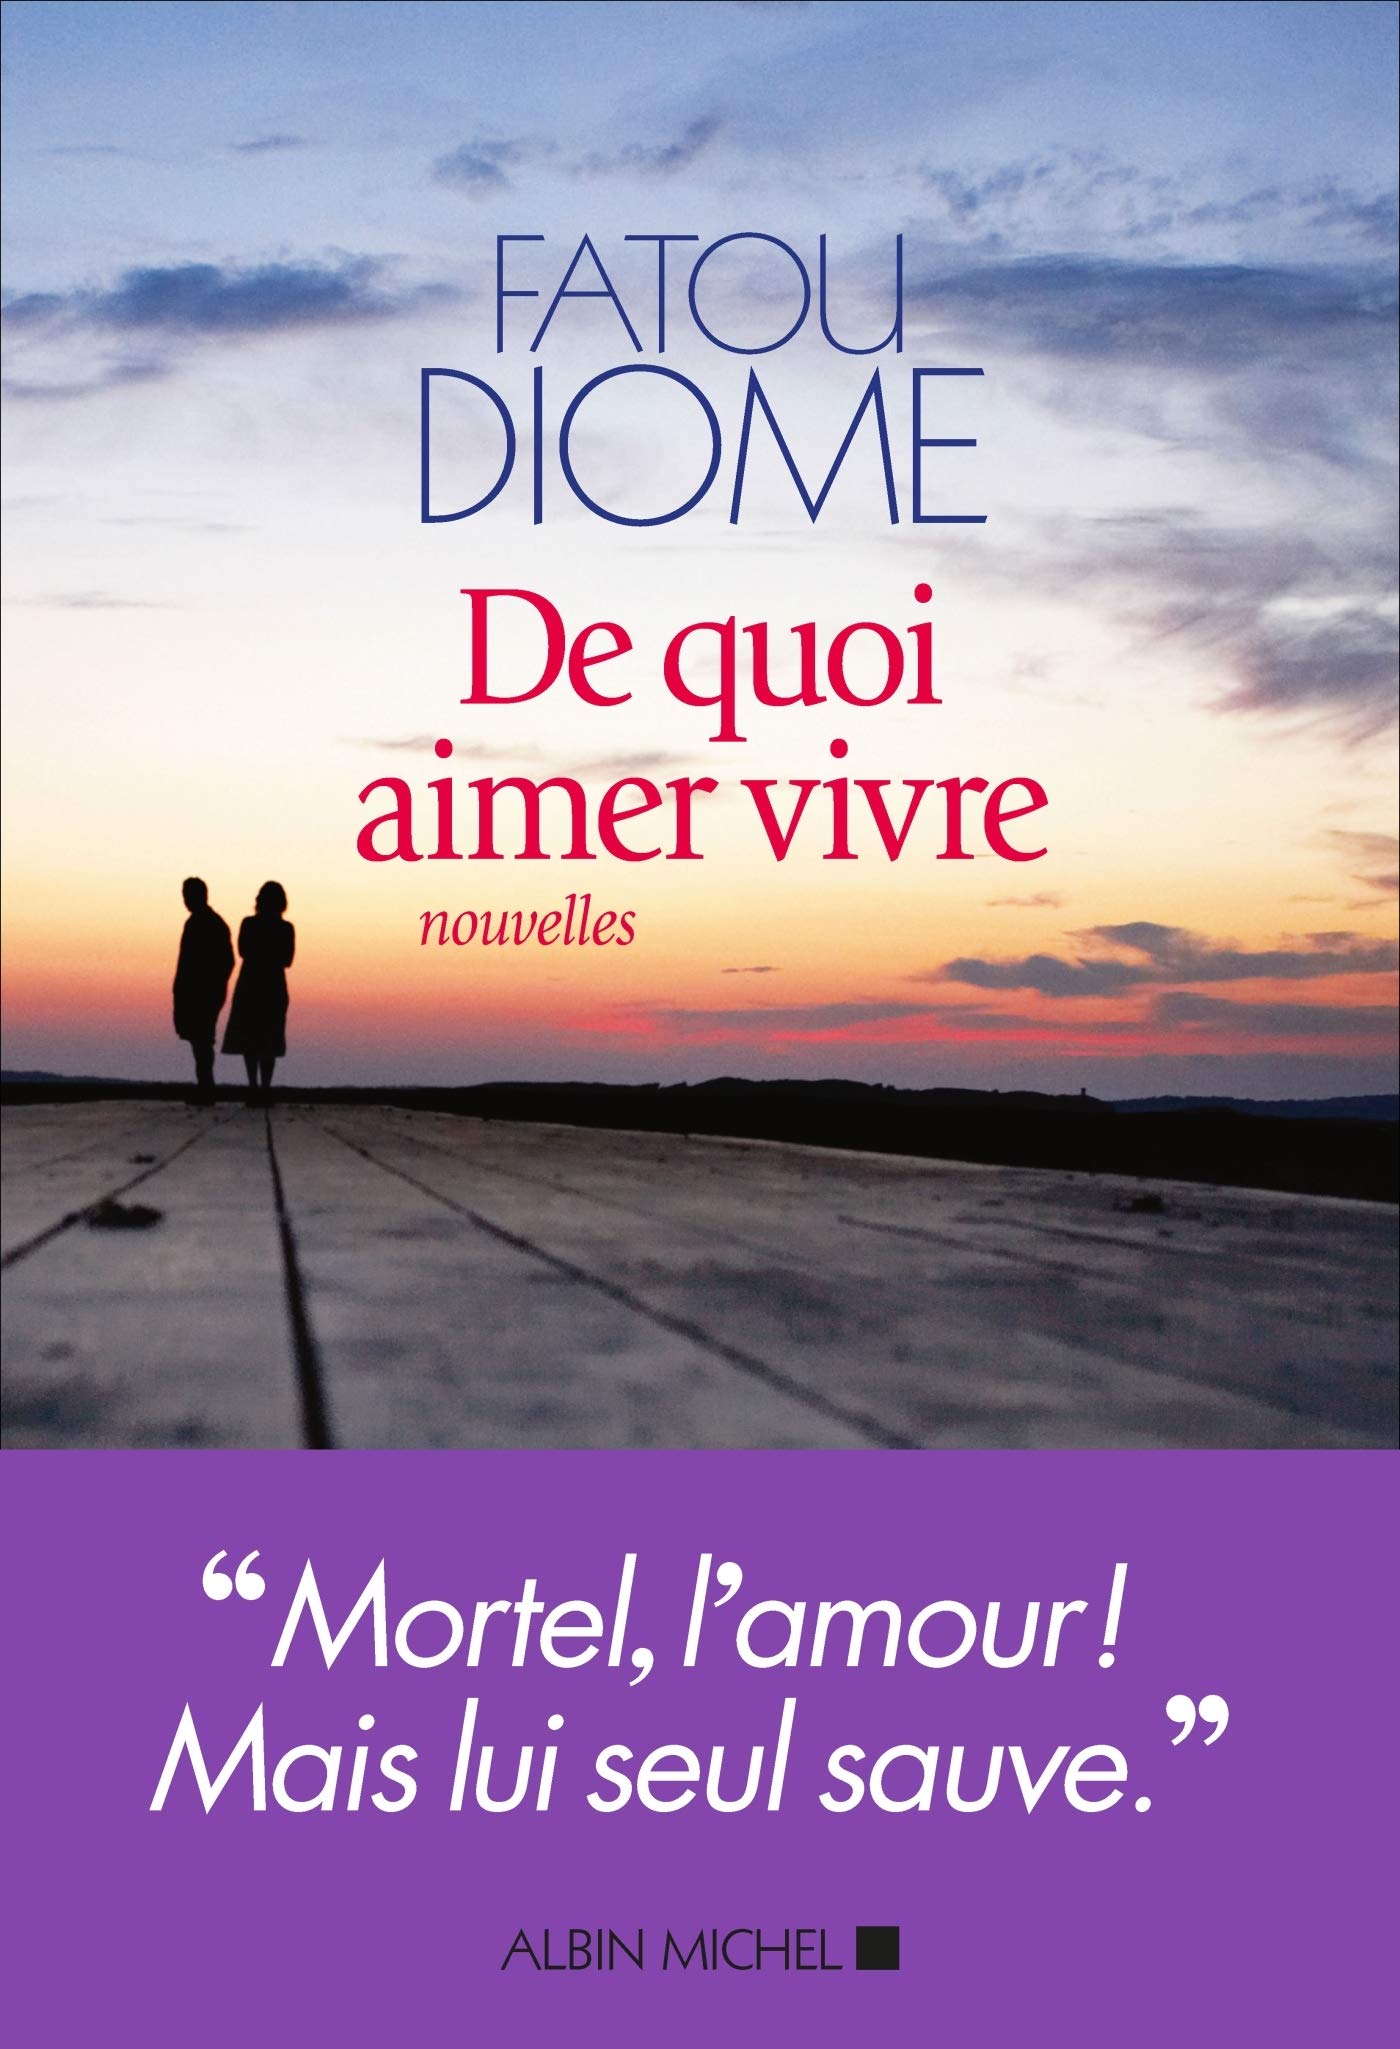 FATOU
DIOME
De quoi
aimer vivre
nouvelles
“Mortel, l’amour !
Mais lui seul sauve.”
ALBIN MICHEL